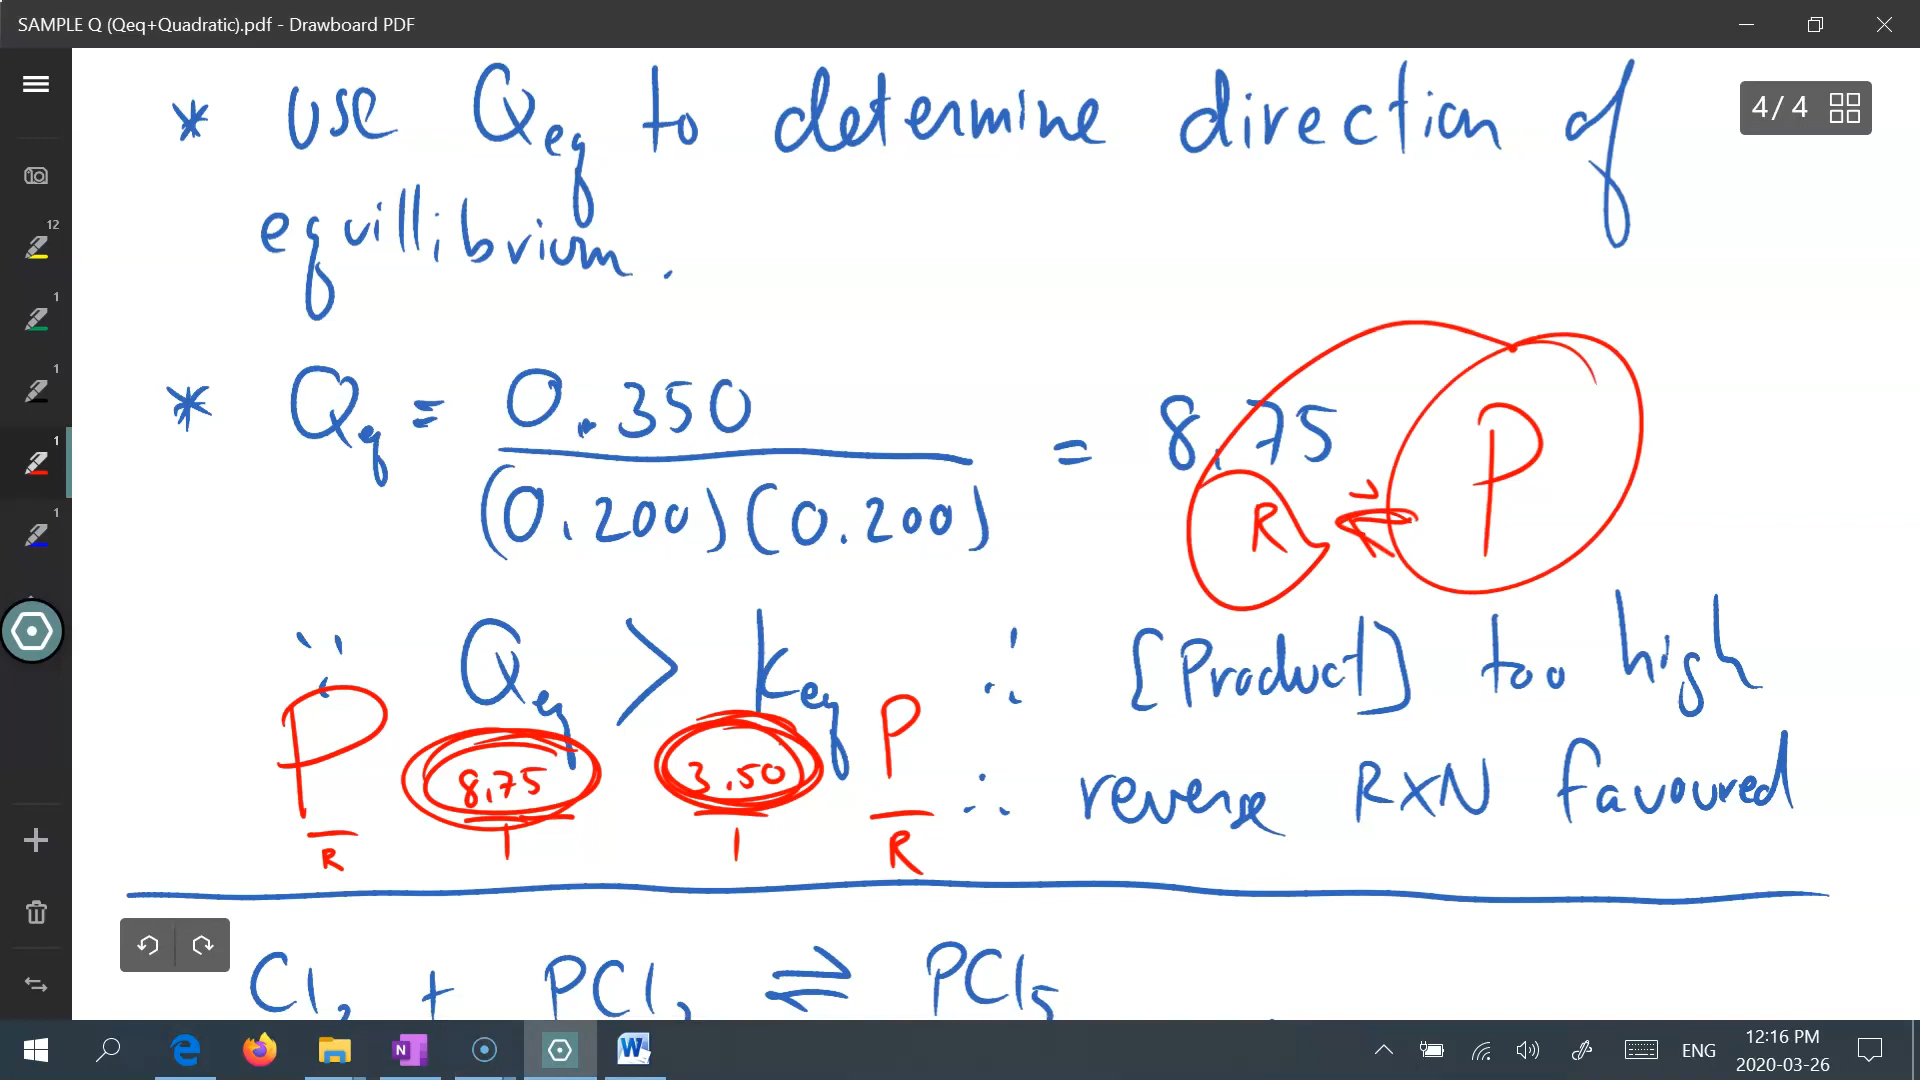 SAMPLE Q (Qeq+Quadratic).pdf - Drawboard PDF
4 / 4
* USE Qeq to determine direction of
equillibrium.
12
1
1
1
1
* Qeq = 0.350
(0.200)(0.200)
= 8.75
R ⇄ P
∵ Qeq > Keq ∴ [Product] too high
P
R
8.75
1
3.50
1
P
R
∴ reverse RXN favoured
Cl2 + PCl3 ⇌ PCl5
N
W
ENG
12:16 PM
2020-03-26